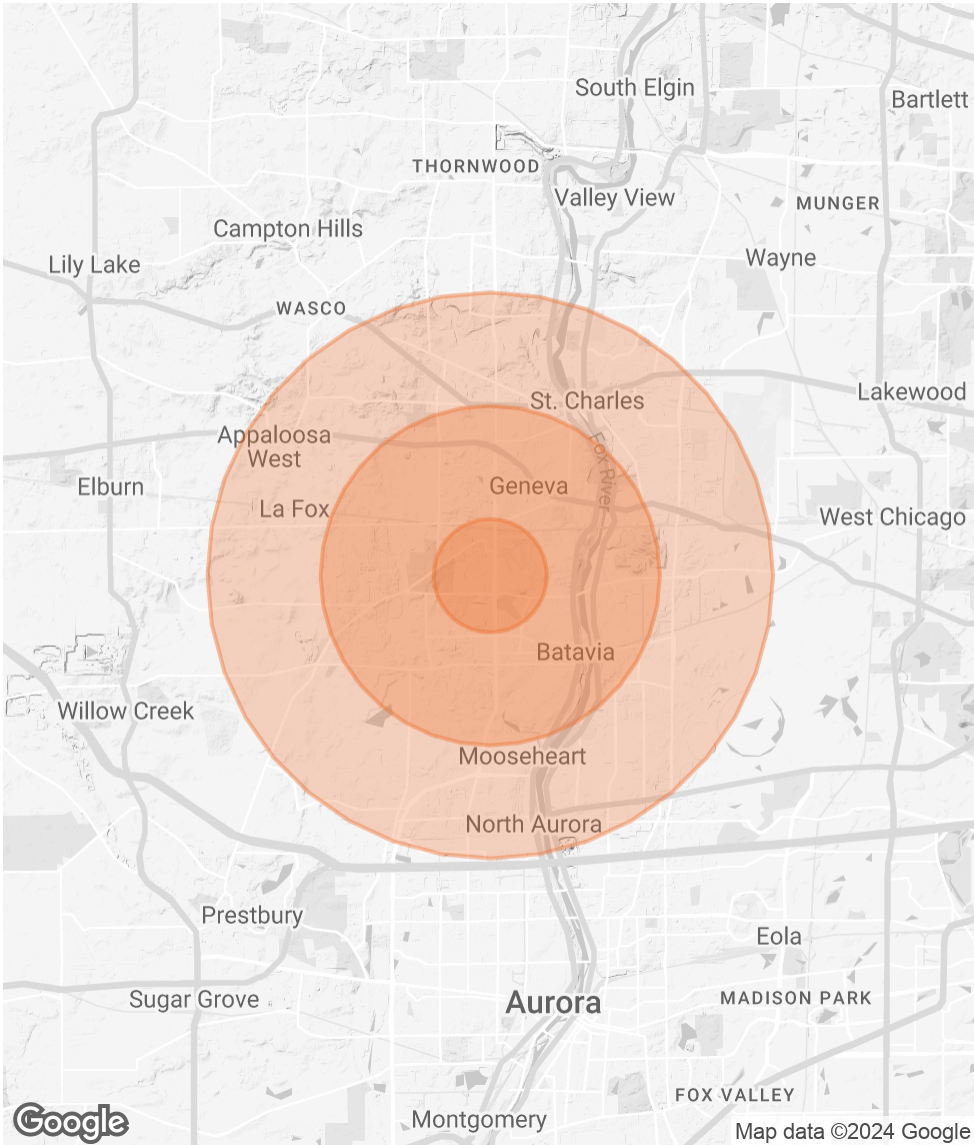 South Elgin
Bartlett
THORNWOOD
Valley View
MUNGER
Campton Hills
Wayne
Lily Lake
WASCO
Lakewood
St. Charles
Appaloosa
West
Fox River
Elburn
Geneva
La Fox
West Chicago
Batavia
Willow Creek
Mooseheart
North Aurora
Prestbury
Eola
Sugar Grove
Aurora
MADISON PARK
FOX VALLEY
Montgomery
Google
Map data ©2024 Google